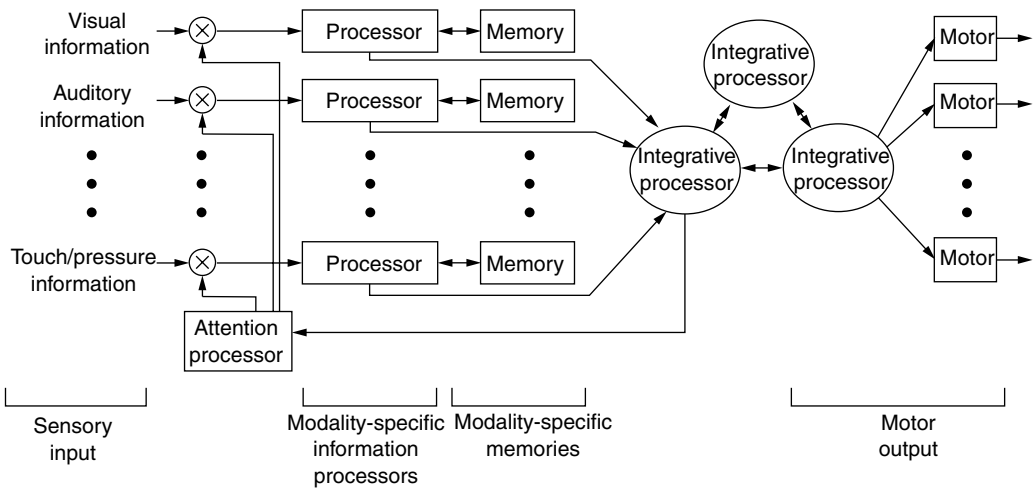 Visual
information
×
Processor
Memory
Auditory
information
×
Processor
Memory
Touch/pressure
information
×
Processor
Memory
Attention
processor
Integrative
processor
Integrative
processor
Integrative
processor
Motor
Motor
Motor
Sensory
input
Modality-specific
information
processors
Modality-specific
memories
Motor
output